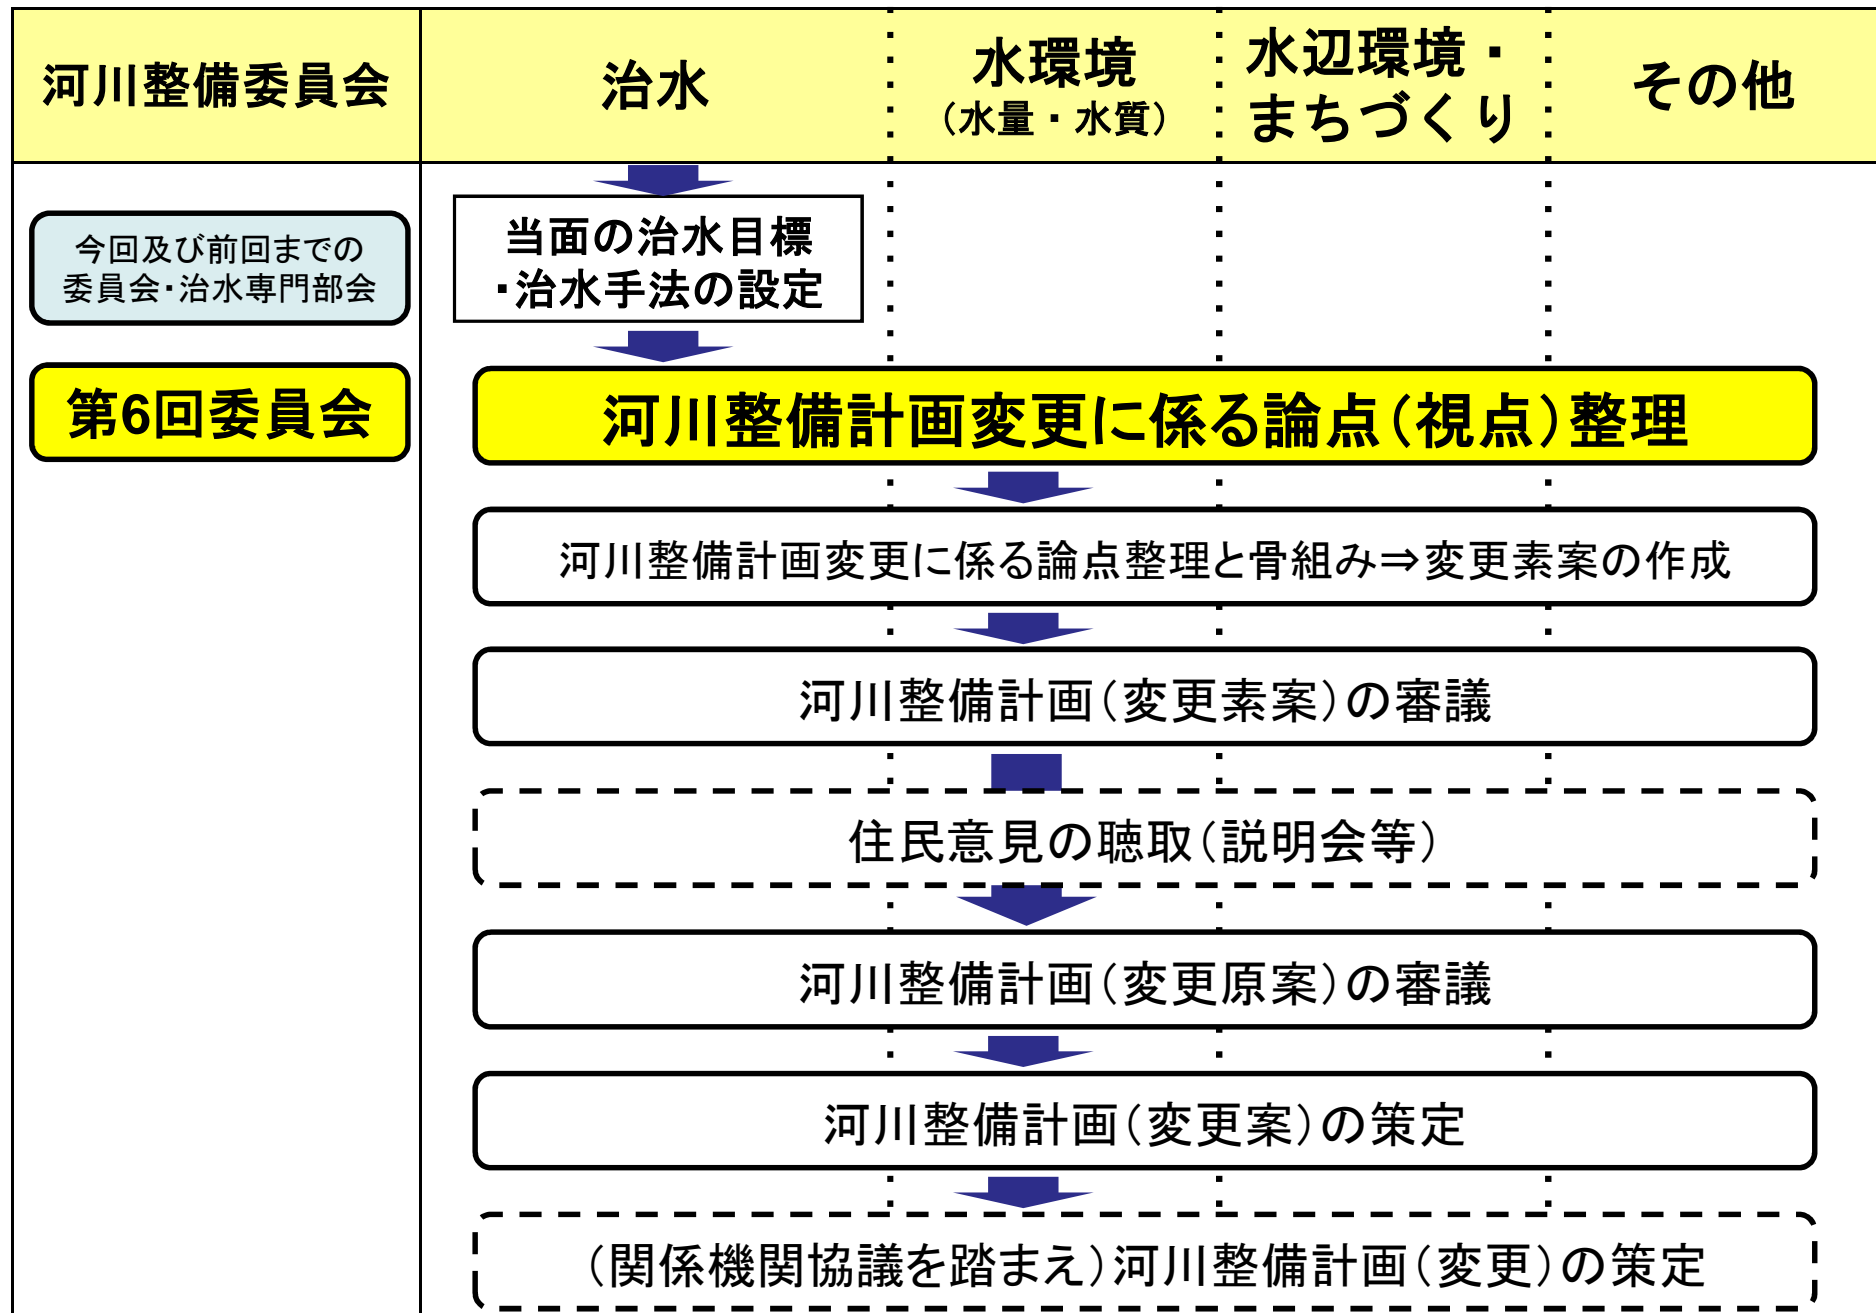 河川整備委員会
治水
水環境
（水量・水質）
水辺環境・
まちづくり
その他
今回及び前回までの
委員会・治水専門部会
当面の治水目標
・治水手法の設定
第6回委員会
河川整備計画変更に係る論点（視点）整理
河川整備計画変更に係る論点整理と骨組み⇒変更素案の作成
河川整備計画（変更素案）の審議
住民意見の聴取（説明会等）
河川整備計画（変更原案）の審議
河川整備計画（変更案）の策定
（関係機関協議を踏まえ）河川整備計画（変更）の策定